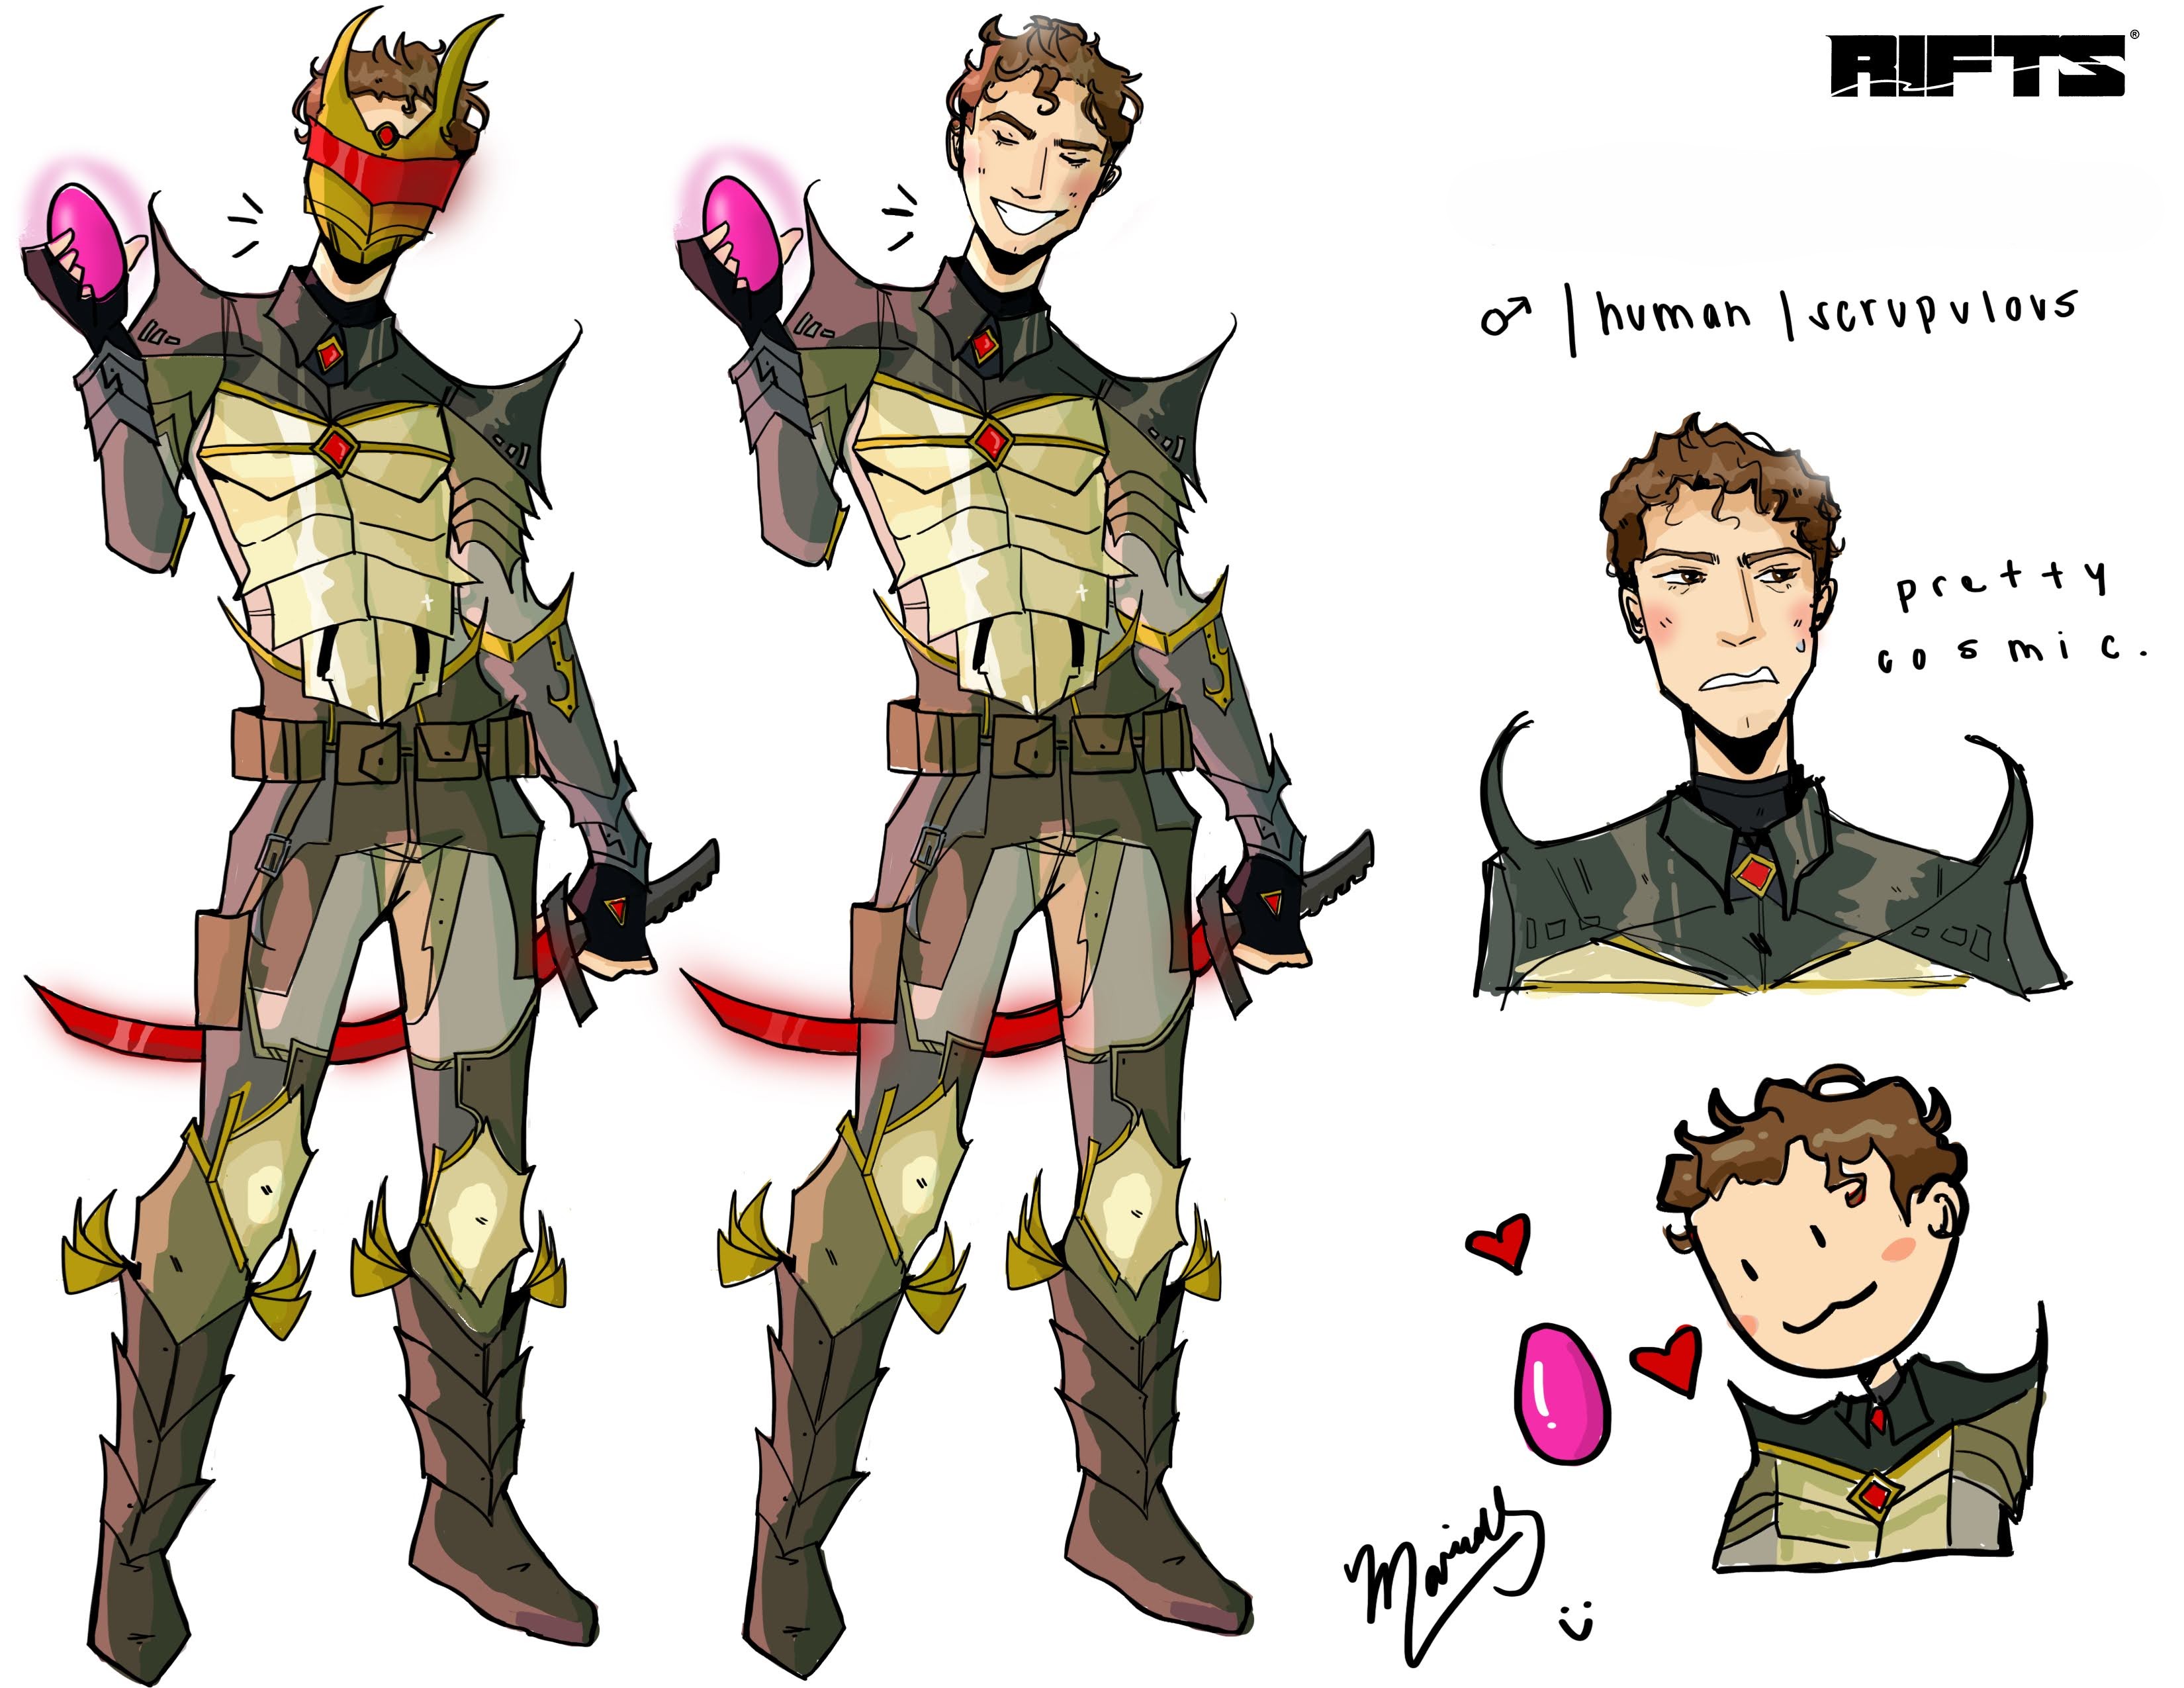 RIFTS®
♂ | human | scrupulous
pretty
cosmic.